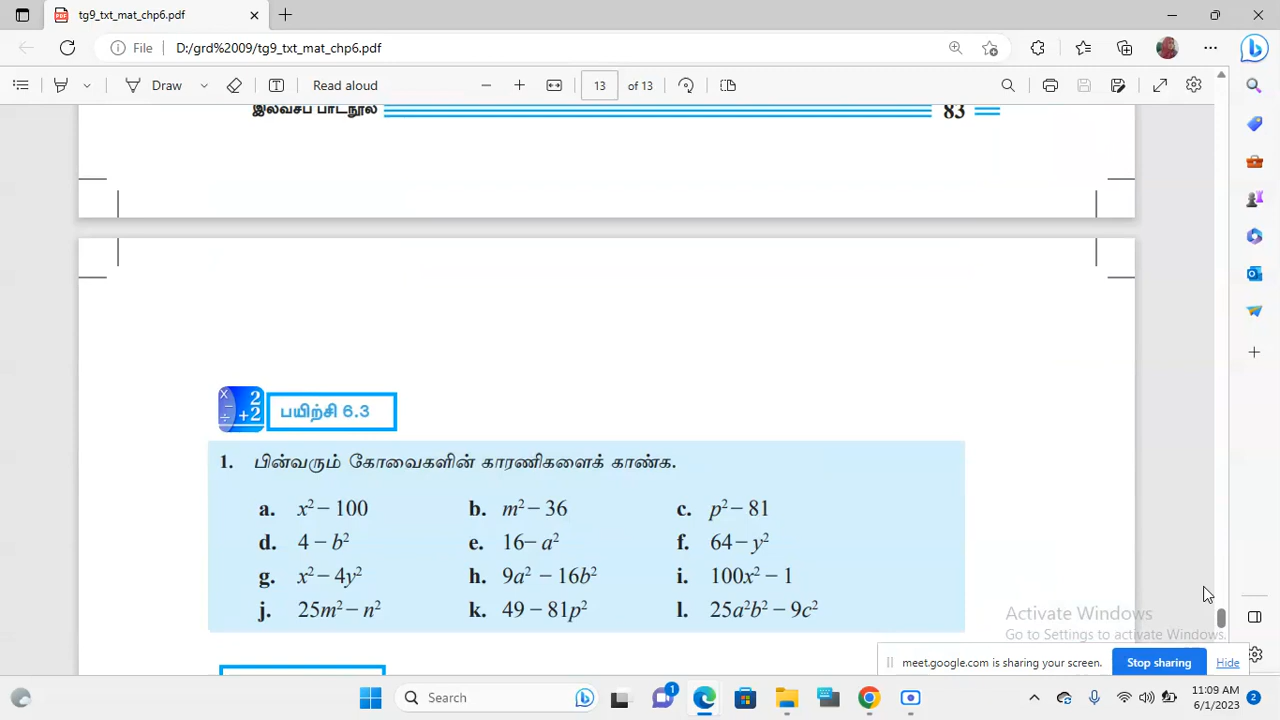 tg9_txt_mat_chp6.pdf
File D:/grd%2009/tg9_txt_mat_chp6.pdf
Draw Read aloud 13 of 13
இலவசப் பாடநூல் 83
பயிற்சி 6.3
1. பின்வரும் கோவைகளின் காரணிகளைக் காண்க.
a. x² − 100 b. m² − 36 c. p² − 81
d. 4 − b² e. 16 − a² f. 64 − y²
g. x² − 4y² h. 9a² − 16b² i. 100x² − 1
j. 25m² − n² k. 49 − 81p² l. 25a²b² − 9c²
Activate Windows
Go to Settings to activate Windows.
meet.google.com is sharing your screen. Stop sharing Hide
Search 1 11:09 AM
6/1/2023 2